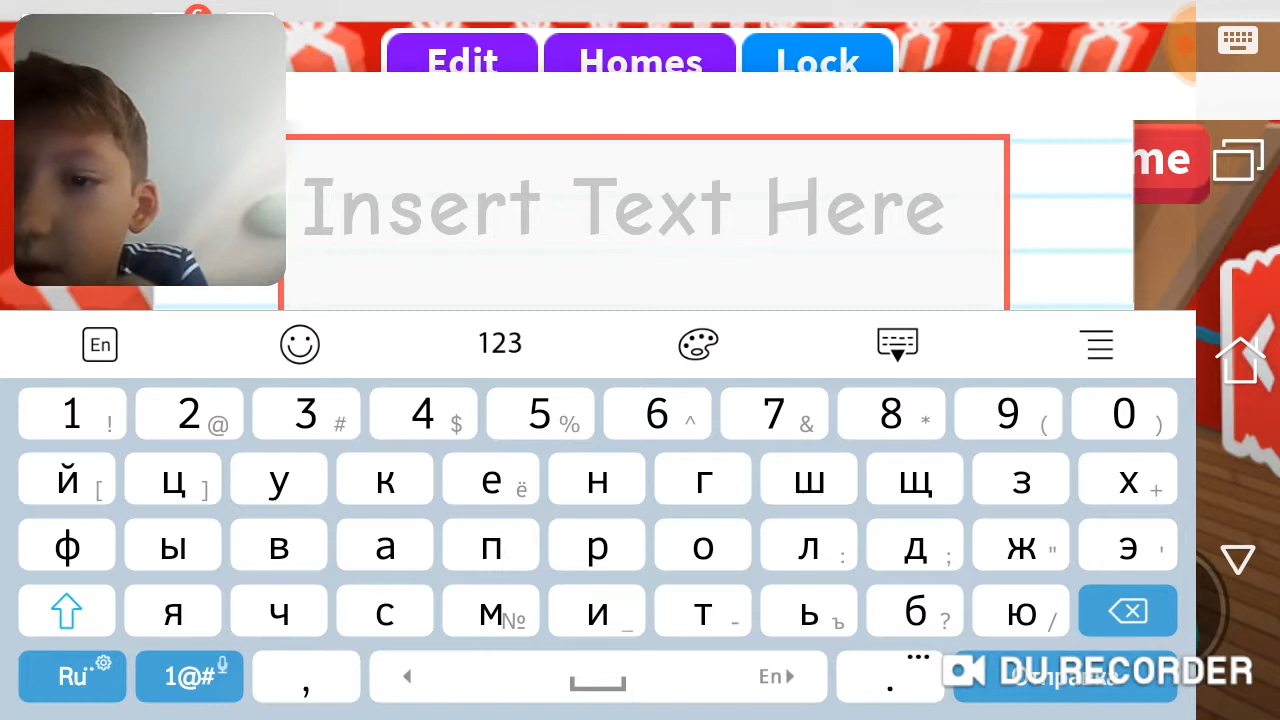 Edit Homes Lock
me
Insert Text Here
En 123
1 ! 2 @ 3 # 4 $ 5 % 6 ^ 7 & 8 * 9 ( 0 )
й [ ц ] у к е ё н г ш щ з х +
ф ы в а п р о л : д ; ж " э '
я ч с м № и _ т - ь ъ б ? ю /
Ru 1@# , En . ... Отправка
DU RECORDER